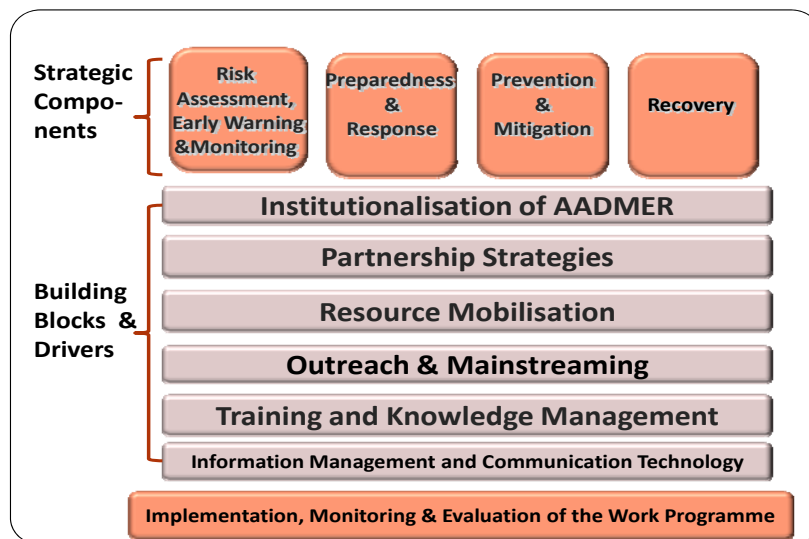 Strategic
Compo-
nents
Risk
Assessment,
Early Warning
&Monitoring
Preparedness
&
Response
Prevention
&
Mitigation
Recovery
Building
Blocks &
Drivers
Institutionalisation of AADMER
Partnership Strategies
Resource Mobilisation
Outreach & Mainstreaming
Training and Knowledge Management
Information Management and Communication Technology
Implementation, Monitoring & Evaluation of the Work Programme